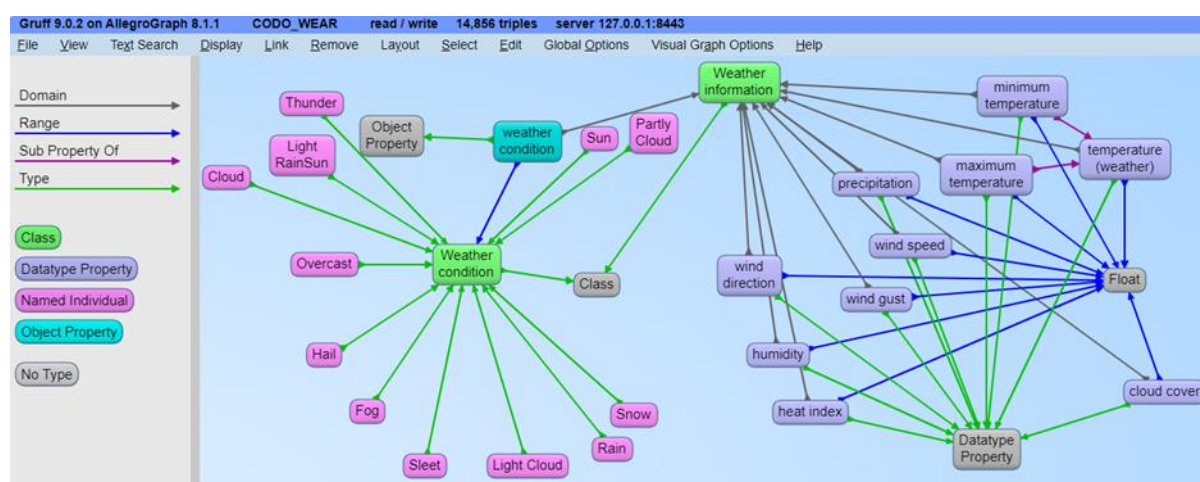 Gruff 9.0.2 on AllegroGraph 8.1.1 CODO_WEAR read / write 14,856 triples server 127.0.0.1:8443
File View Text Search Display Link Remove Layout Select Edit Global Options Visual Graph Options Help
Domain
Range
Sub Property Of
Type
Class
Datatype Property
Named Individual
Object Property
No Type
Thunder
Light
RainSun
Cloud
Object
Property
weather
condition
Sun
Partly
Cloud
Overcast
Weather
condition
Class
Hail
Fog
Sleet
Light Cloud
Rain
Snow
Weather
information
minimum
temperature
temperature
(weather)
maximum
temperature
precipitation
wind speed
wind
direction
wind gust
Float
humidity
heat index
cloud cover
Datatype
Property